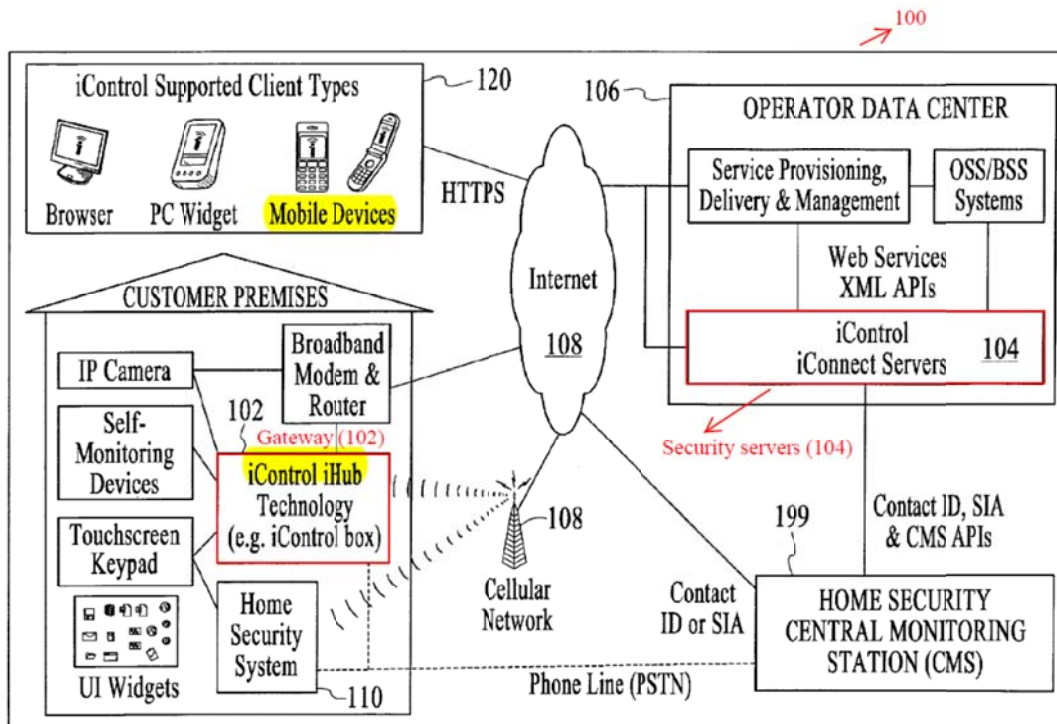 100
iControl Supported Client Types
120
Browser
PC Widget
Mobile Devices
HTTPS
106
OPERATOR DATA CENTER
Service Provisioning,
Delivery & Management
OSS/BSS
Systems
Web Services
XML APIs
iControl
iConnect Servers
104
Security servers (104)
Internet
108
CUSTOMER PREMISES
IP Camera
Broadband
Modem &
Router
Self-
Monitoring
Devices
102
Gateway (102)
iControl iHub
Technology
(e.g. iControl box)
Touchscreen
Keypad
UI Widgets
Home
Security
System
110
108
Cellular
Network
Contact
ID or SIA
Phone Line (PSTN)
Contact ID, SIA
& CMS APIs
199
HOME SECURITY
CENTRAL MONITORING
STATION (CMS)